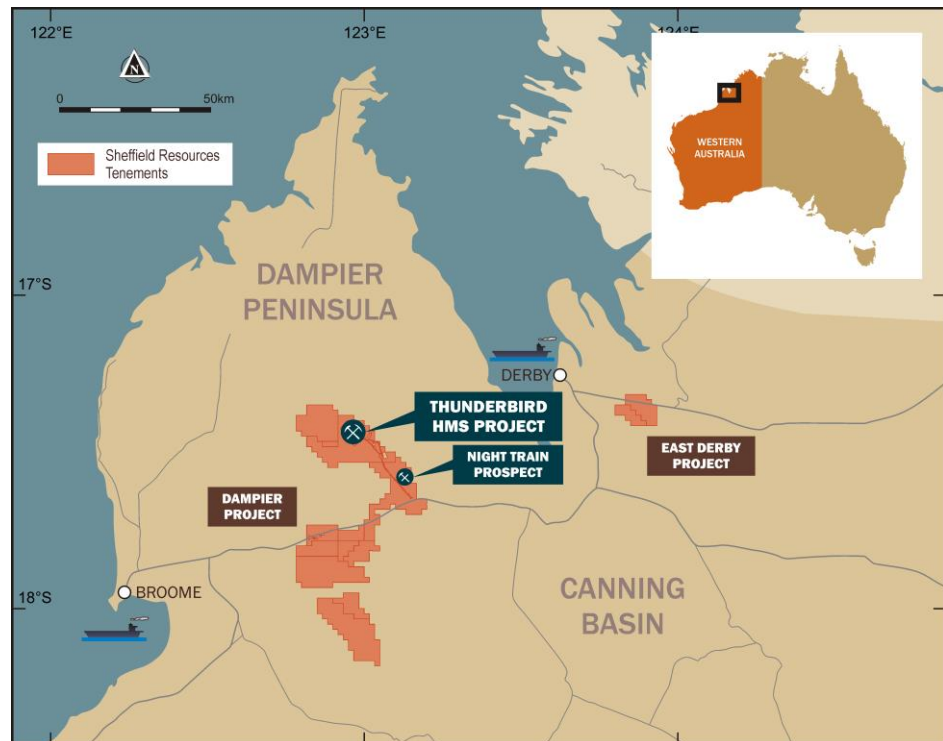 122°E
123°E
124°E
N
0
50km
Sheffield Resources
Tenements
WESTERN
AUSTRALIA
17°S
DAMPIER
PENINSULA
DERBY
THUNDERBIRD
HMS PROJECT
NIGHT TRAIN
PROSPECT
EAST DERBY
PROJECT
DAMPIER
PROJECT
BROOME
CANNING
BASIN
18°S